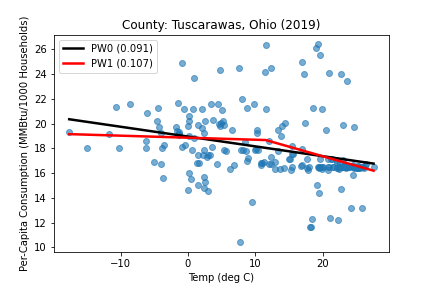 County: Tuscarawas, Ohio (2019)
Per-Capita Consumption (MMBtu/1000 Households)
26
24
22
20
18
16
14
12
10
PW0 (0.091)
PW1 (0.107)
−10
0
10
20
Temp (deg C)